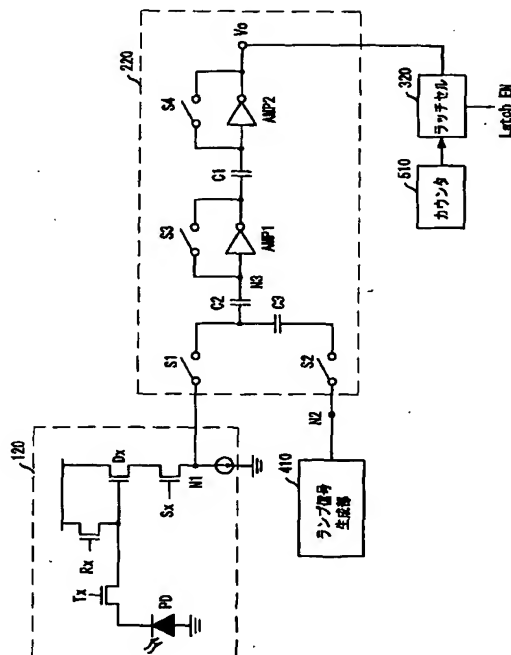 120
Rx
Tx
PD
Dx
Sx
N1
220
S1
S2
N2
C2
C3
N3
S3
AMP1
C1
S4
AMP2
Vo
410
ランプ信号
生成部
510
カウンタ
320
ラッチセル
Latch EN